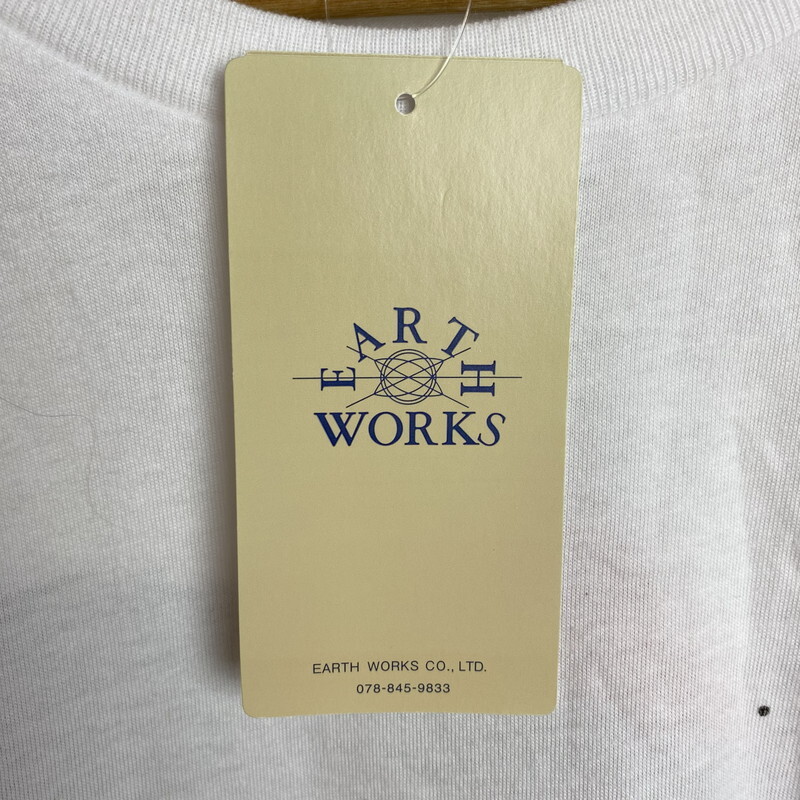 EARTH
WORKS
EARTH WORKS CO., LTD.
078-845-9833